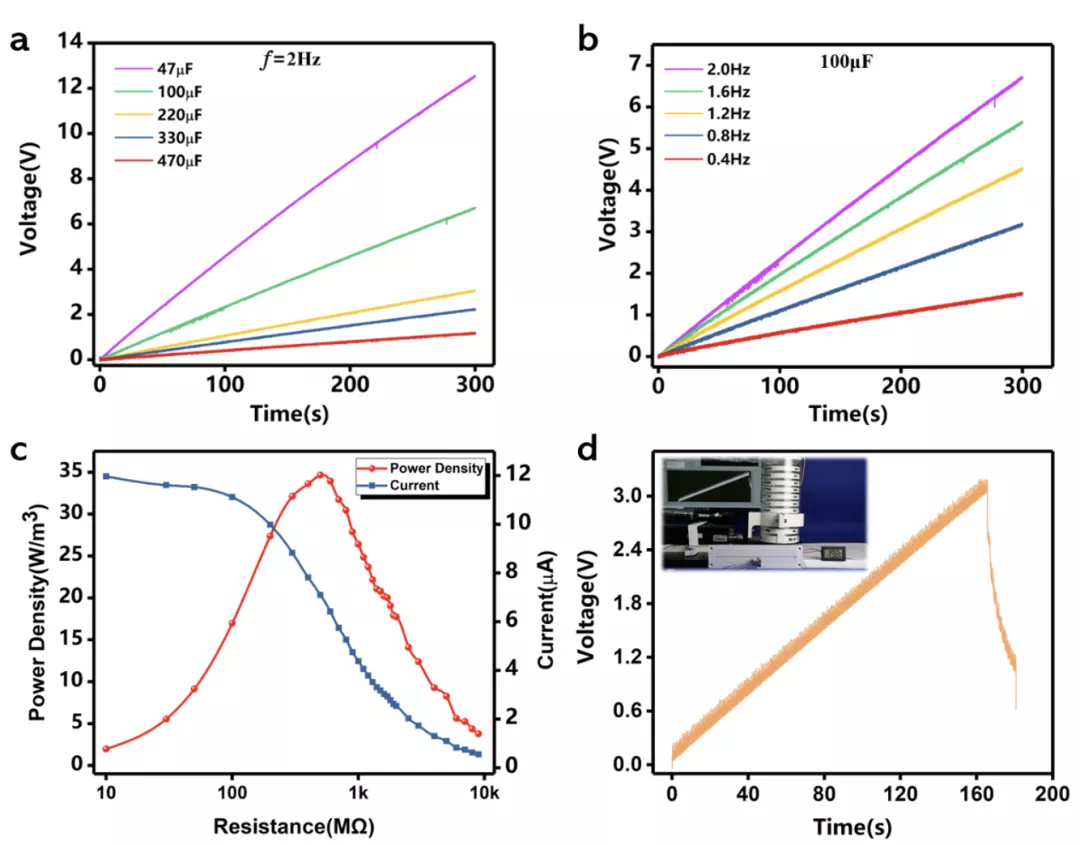 a
f=2Hz
47μF
100μF
220μF
330μF
470μF
Voltage(V)
14
12
10
8
6
4
2
0
0 100 200 300
Time(s)
b
100μF
2.0Hz
1.6Hz
1.2Hz
0.8Hz
0.4Hz
Voltage(V)
7
6
5
4
3
2
1
0
0 100 200 300
Time(s)
c
Power Density
Current
Power Density(W/m³)
35
30
25
20
15
10
5
0
Current(μA)
12
10
8
6
4
2
0
10 100 1k 10k
Resistance(MΩ)
d
Voltage(V)
3.0
2.4
1.8
1.2
0.6
0.0
0 40 80 120 160 200
Time(s)